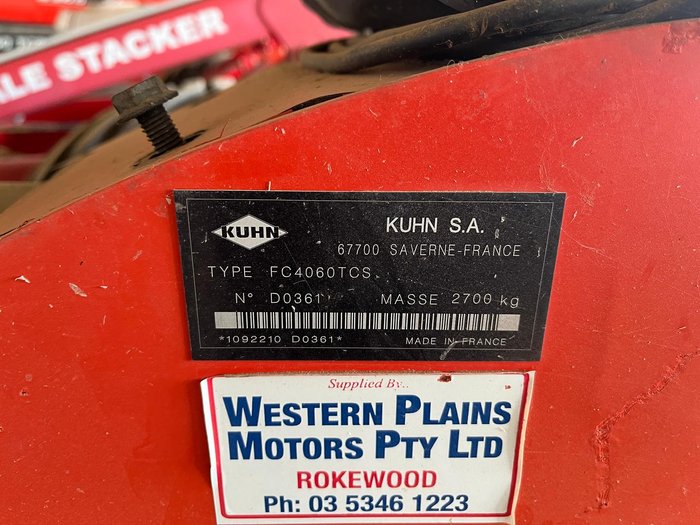 ALE STACKER
KUHN
KUHN S.A.
67700 SAVERNE-FRANCE
TYPE FC4060TCS
N° D0361
MASSE 2700 kg
*1092210 D0361*
MADE IN FRANCE
Supplied By..
WESTERN PLAINS
MOTORS PTY LTD
ROKEWOOD
Ph: 03 5346 1223